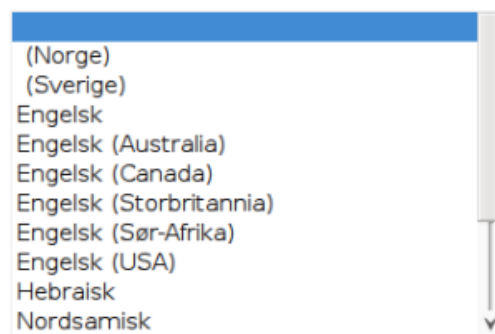 (Norge)
(Sverige)
Engelsk
Engelsk (Australia)
Engelsk (Canada)
Engelsk (Storbritannia)
Engelsk (Sør-Afrika)
Engelsk (USA)
Hebraisk
Nordsamisk